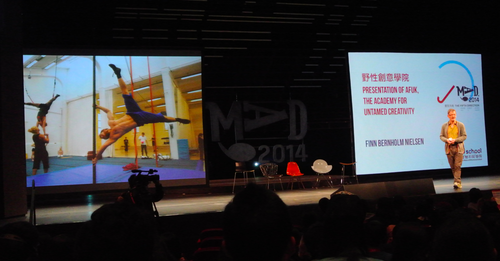 野性創意學院
PRESENTATION OF AFUK,
THE ACADEMY FOR
UNTAMED CREATIVITY
FINN BERNHOLM NIELSEN
MAD
2014
MAD
2014
school